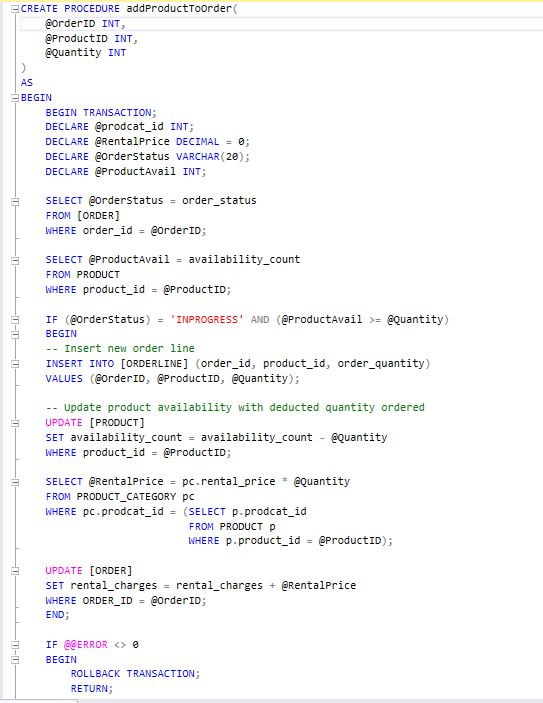 CREATE PROCEDURE addProductToOrder(
@OrderID INT,
@ProductID INT,
@Quantity INT
)
AS
BEGIN
BEGIN TRANSACTION;
DECLARE @prodcat_id INT;
DECLARE @RentalPrice DECIMAL = 0;
DECLARE @OrderStatus VARCHAR(20);
DECLARE @ProductAvail INT;
SELECT @OrderStatus = order_status
FROM [ORDER]
WHERE order_id = @OrderID;
SELECT @ProductAvail = availability_count
FROM PRODUCT
WHERE product_id = @ProductID;
IF (@OrderStatus) = 'INPROGRESS' AND (@ProductAvail >= @Quantity)
BEGIN
-- Insert new order line
INSERT INTO [ORDERLINE] (order_id, product_id, order_quantity)
VALUES (@OrderID, @ProductID, @Quantity);
-- Update product availability with deducted quantity ordered
UPDATE [PRODUCT]
SET availability_count = availability_count - @Quantity
WHERE product_id = @ProductID;
SELECT @RentalPrice = pc.rental_price * @Quantity
FROM PRODUCT_CATEGORY pc
WHERE pc.prodcat_id = (SELECT p.prodcat_id
FROM PRODUCT p
WHERE p.product_id = @ProductID);
UPDATE [ORDER]
SET rental_charges = rental_charges + @RentalPrice
WHERE ORDER_ID = @OrderID;
END;
IF @@ERROR <> 0
BEGIN
ROLLBACK TRANSACTION;
RETURN;